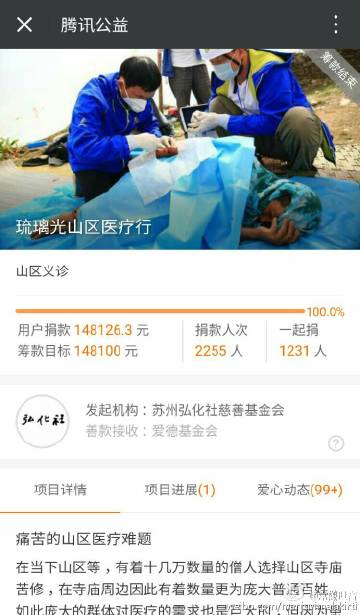 腾讯公益
筹款结束
琉璃光山区医疗行
山区义诊
100.0%
用户捐款 148126.3 元
捐款人次
一起捐
筹款目标 148100 元
2255 人
1231 人
弘化社
发起机构：苏州弘化社慈善基金会
善款接收：爱德基金会
项目详情
项目进展(1)
爱心动态(99+)
痛苦的山区医疗难题
在当下山区等，有着十几万数量的僧人选择山区寺庙
苦修，在寺庙周边因此有着数量更为庞大普通百姓。
如此庞大的群体对医疗的需求也是巨大的，但因为电